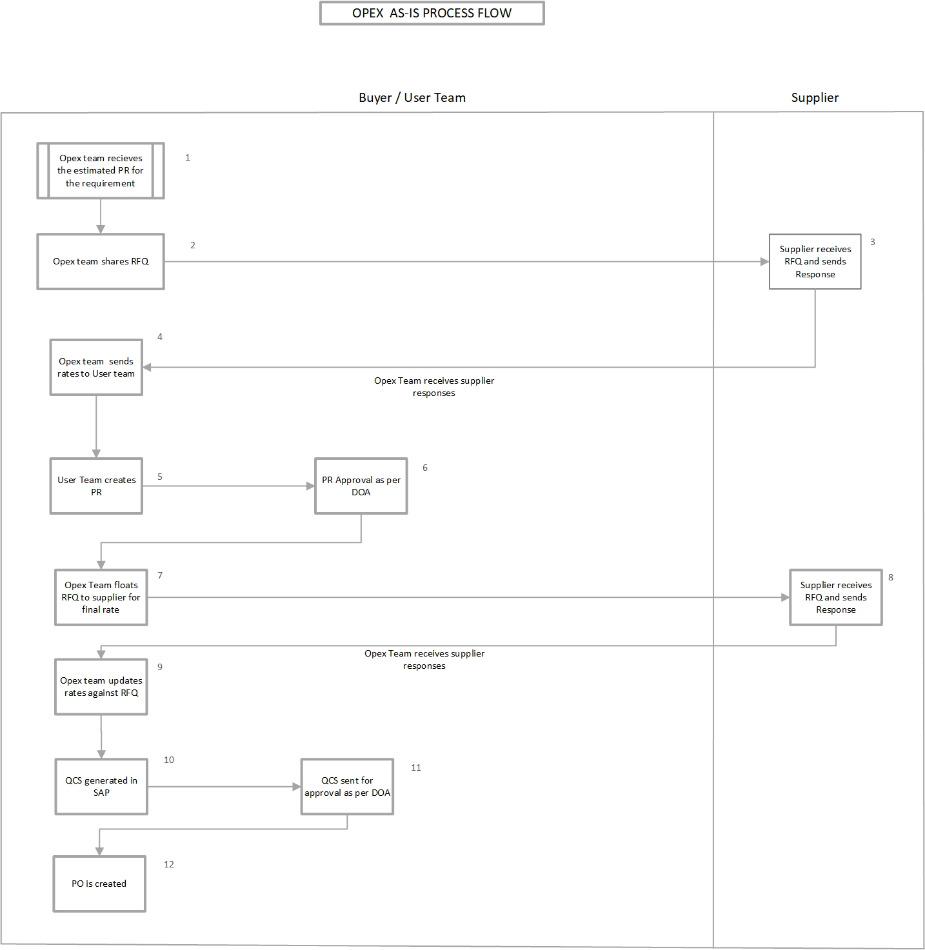 OPEX  AS-IS PROCESS FLOW
Buyer / User Team
Supplier
Opex team recieves
the estimated PR for
the requirement
1
Opex team shares RFQ
2
Supplier receives
RFQ and sends
Response
3
Opex team  sends
rates to User team
4
Opex Team receives supplier
responses
User Team creates
PR
5
PR Approval as per
DOA
6
Opex Team floats
RFQ to supplier for
final rate
7
Supplier receives
RFQ and sends
Response
8
Opex Team receives supplier
responses
Opex team updates
rates against RFQ
9
QCS generated in
SAP
10
QCS sent for
approval as per DOA
11
PO is created
12